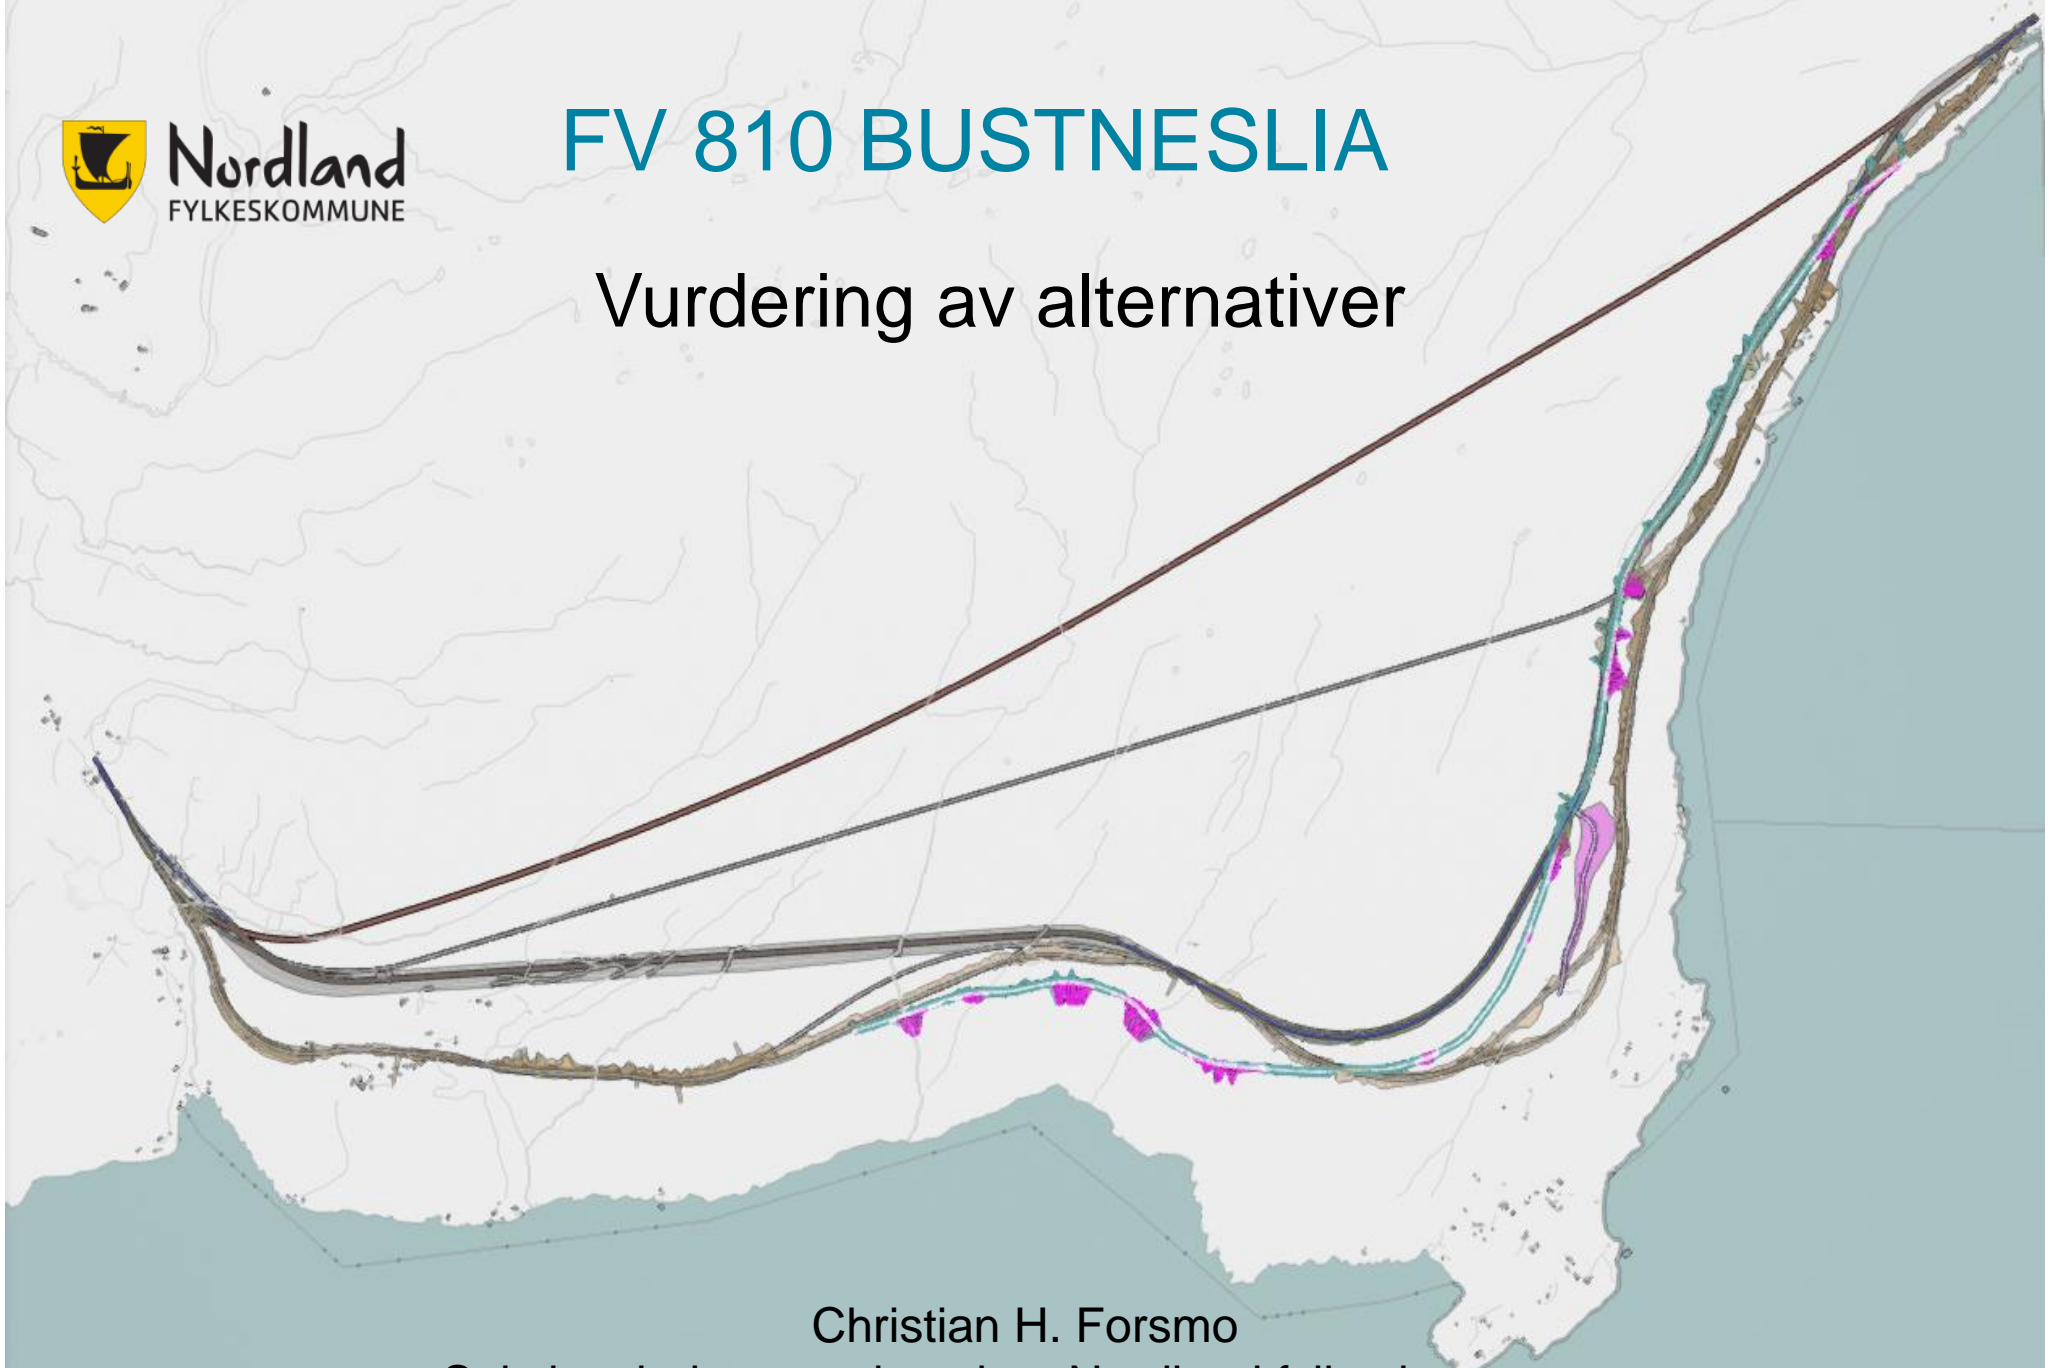 Nordland
FYLKESKOMMUNE
FV 810 BUSTNESLIA
Vurdering av alternativer
Christian H. Forsmo